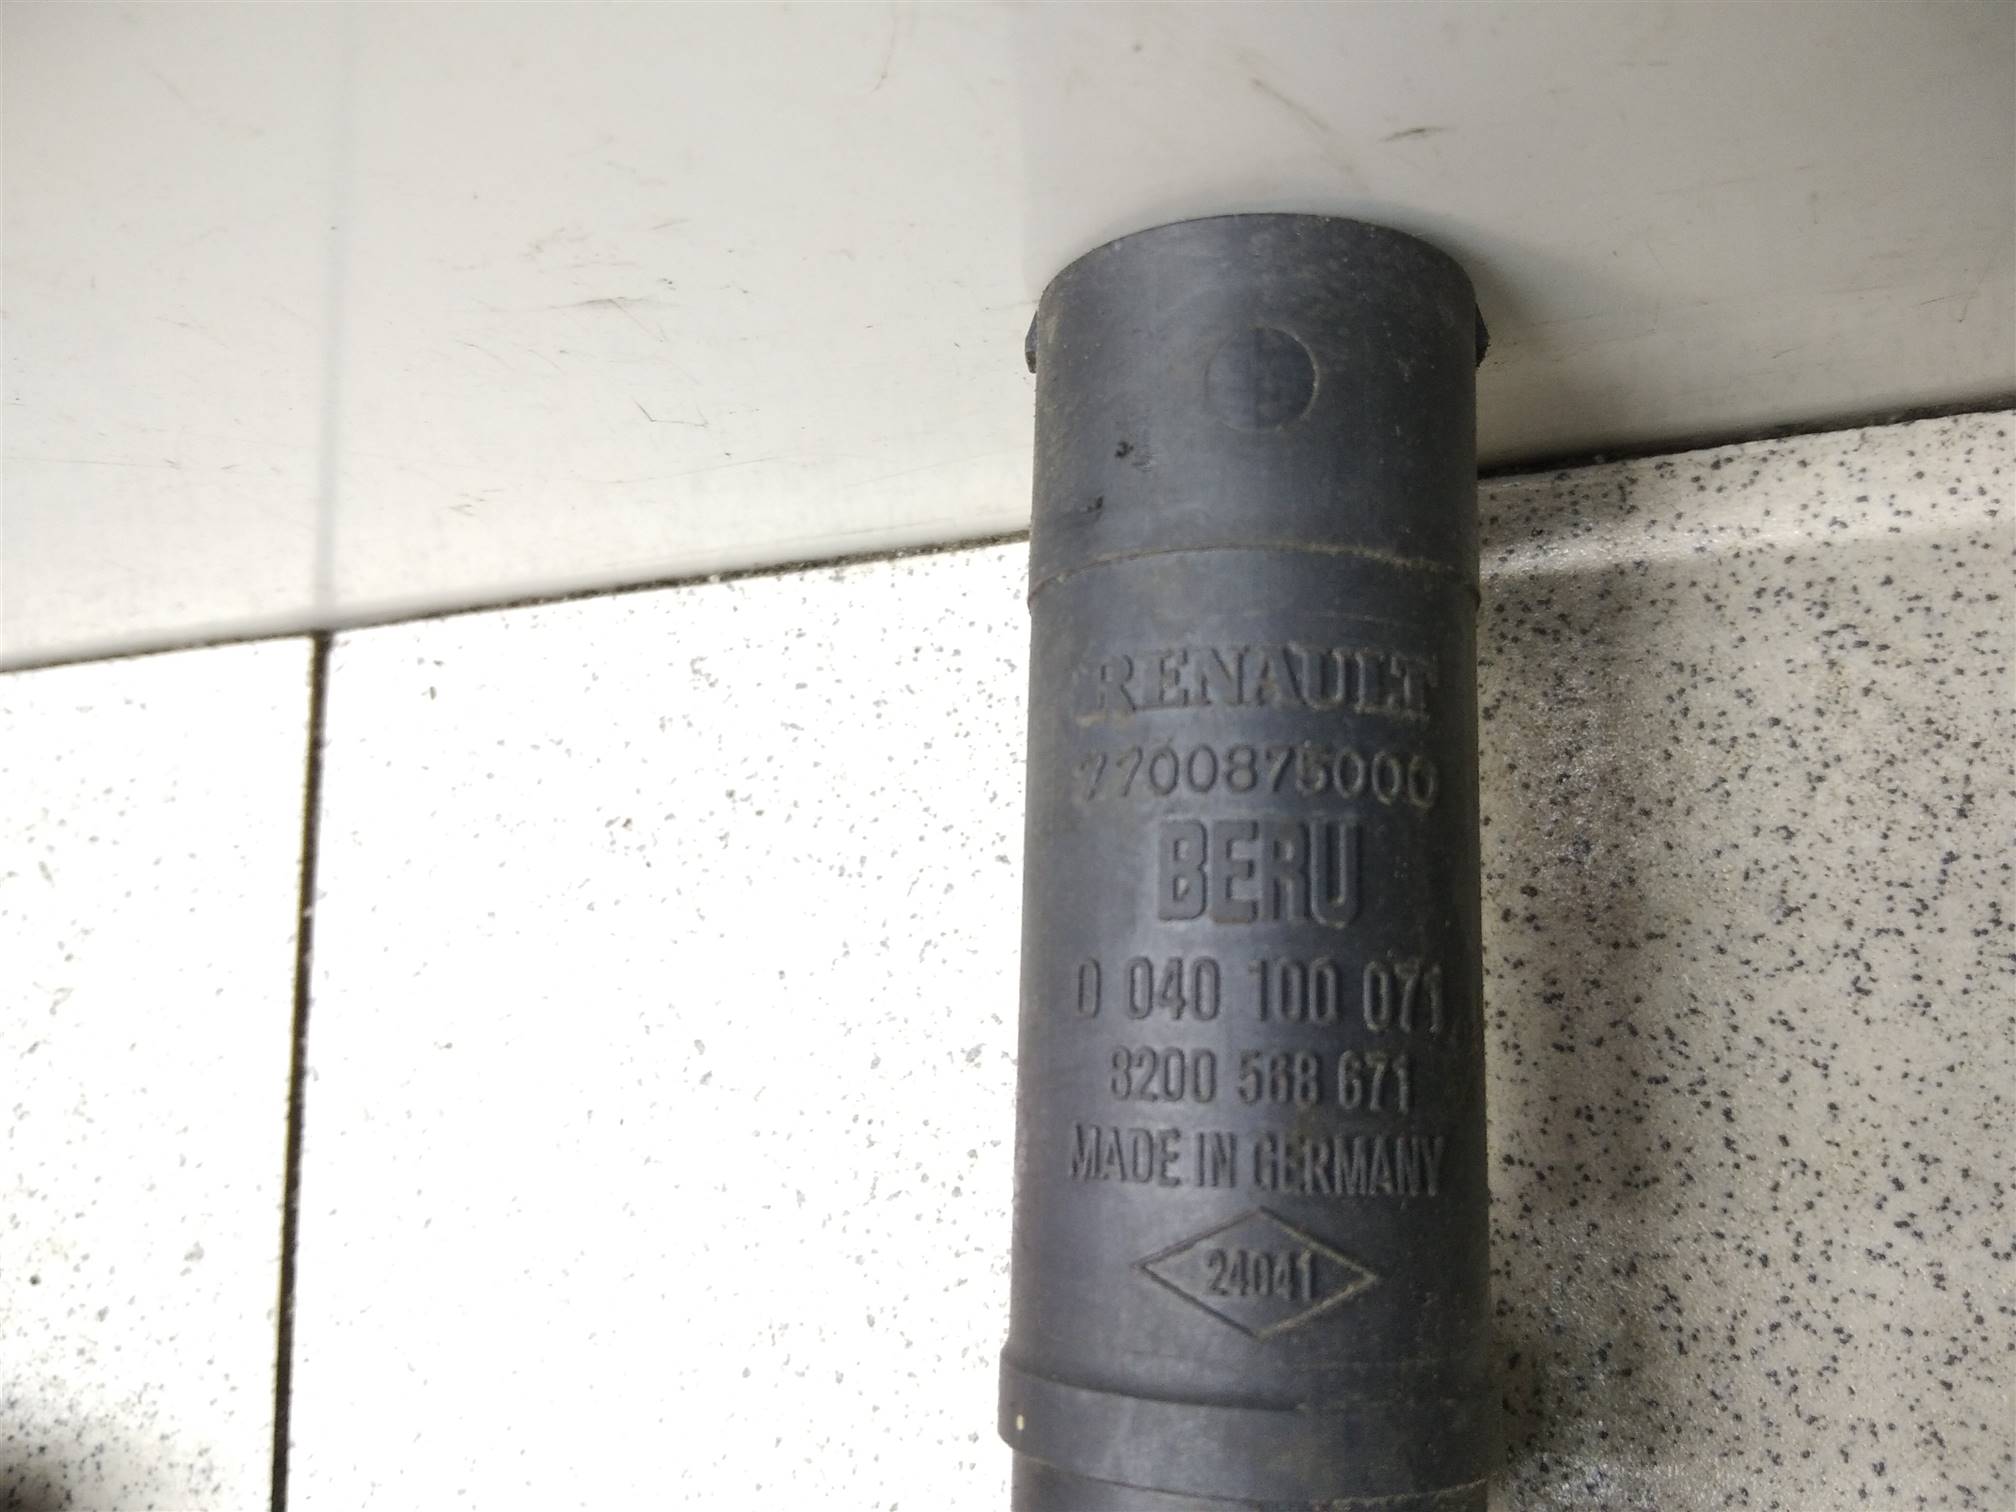 RENAULT
7700875000
BERU
0 040 100 071
8200 568 671
MADE IN GERMANY
24041